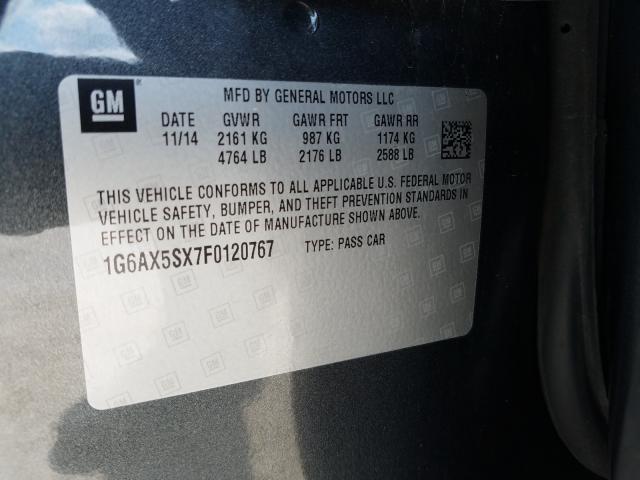 GM
MFD BY GENERAL MOTORS LLC
DATE GVWR GAWR FRT GAWR RR
11/14 2161 KG 987 KG 1174 KG
4764 LB 2176 LB 2588 LB
THIS VEHICLE CONFORMS TO ALL APPLICABLE U.S. FEDERAL MOTOR
VEHICLE SAFETY, BUMPER, AND THEFT PREVENTION STANDARDS IN
EFFECT ON THE DATE OF MANUFACTURE SHOWN ABOVE.
1G6AX5SX7F0120767 TYPE: PASS CAR